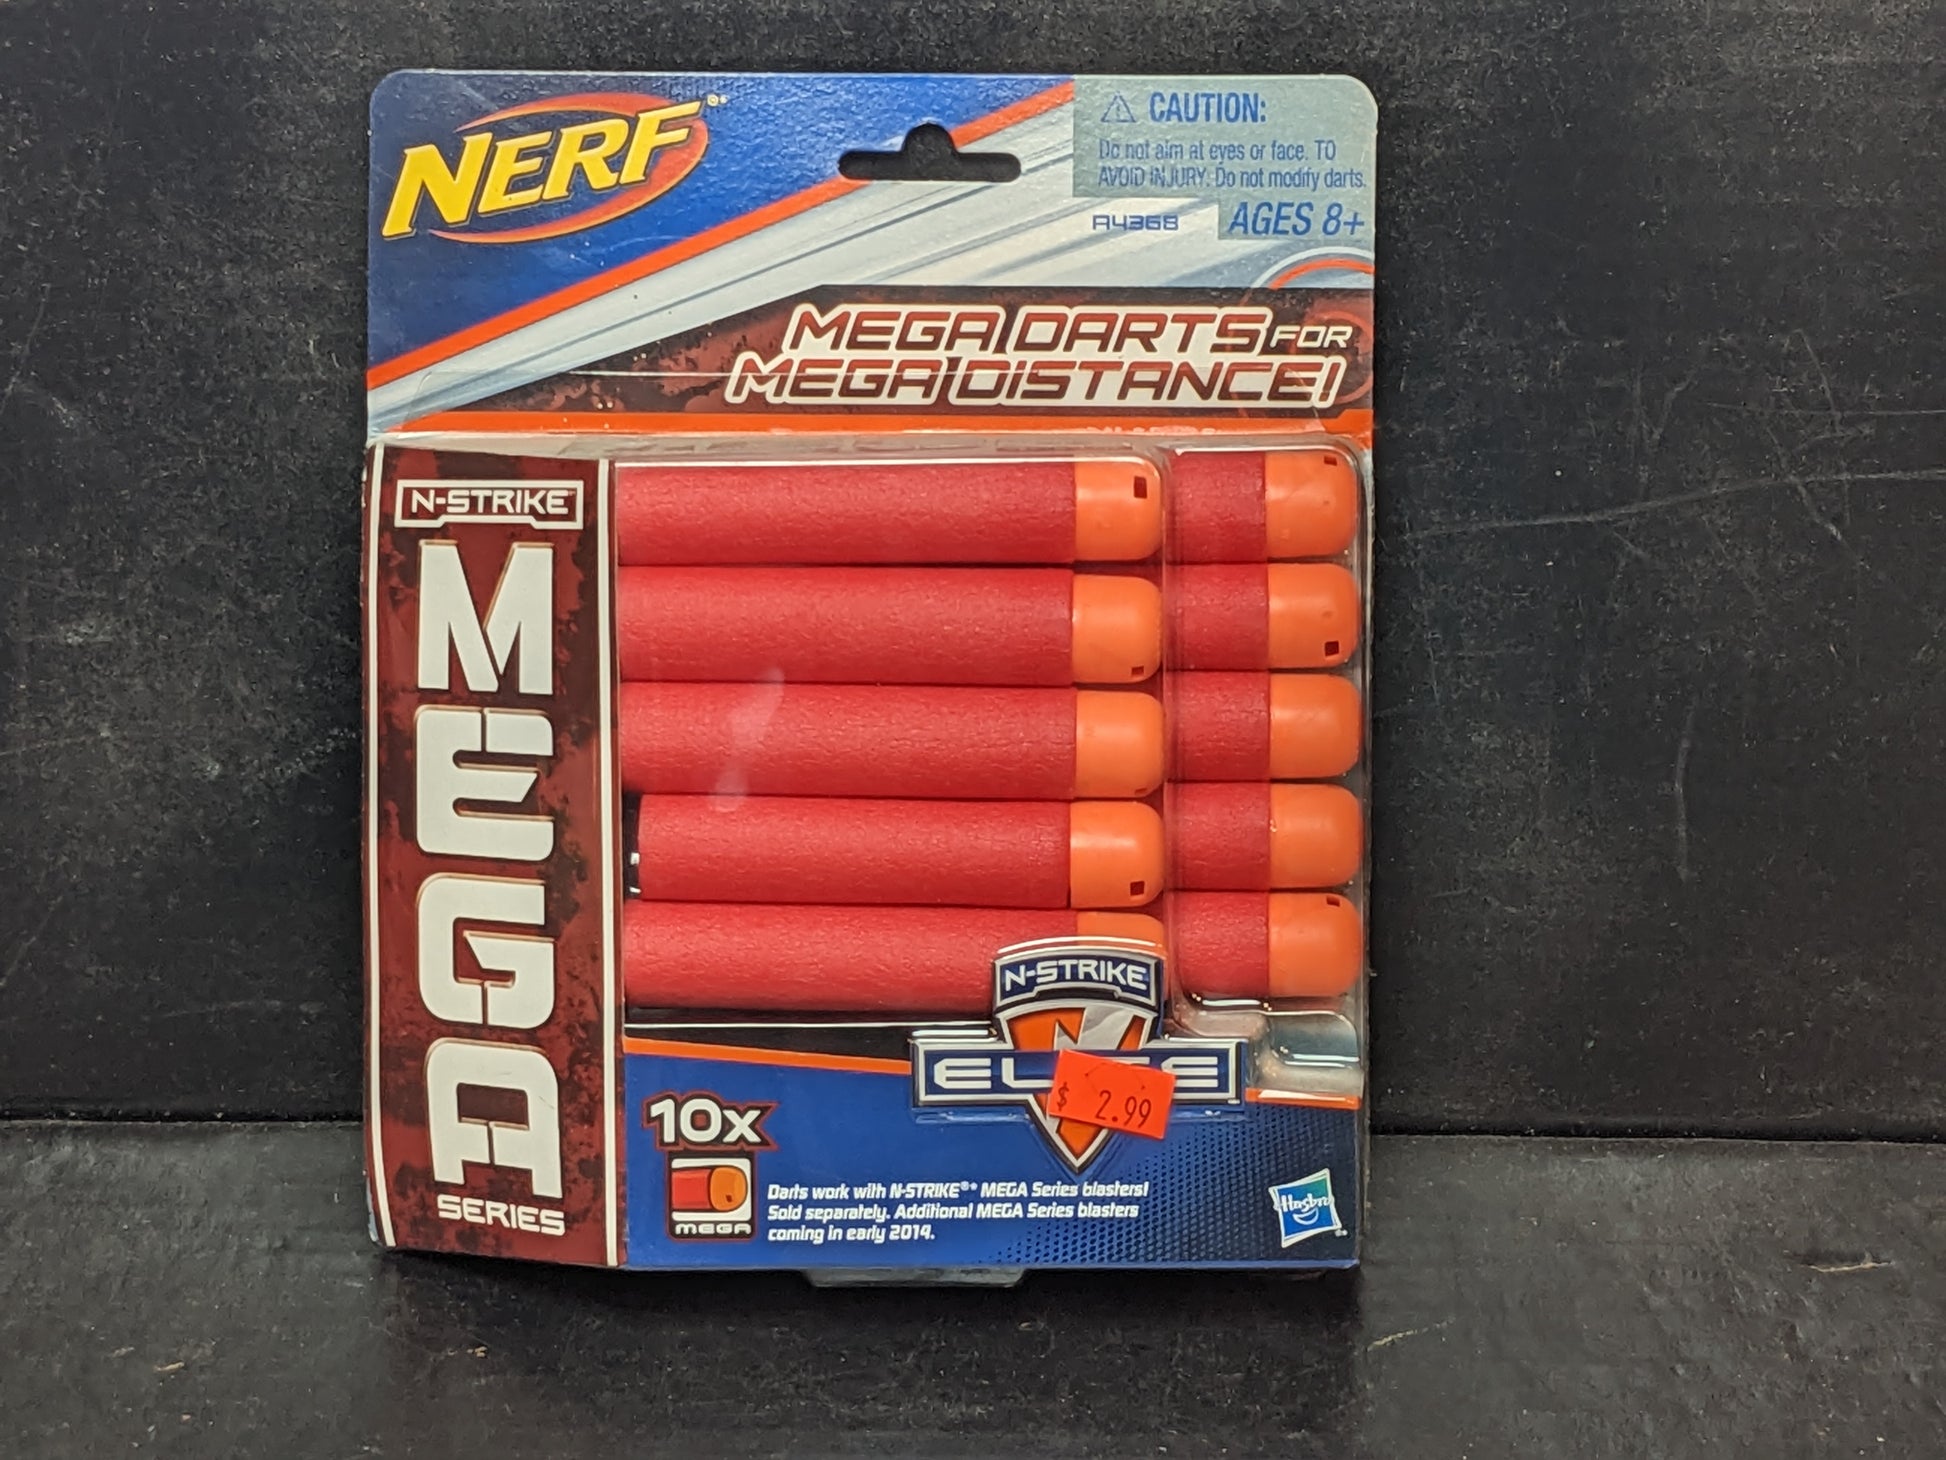 NERF
CAUTION:
Do not aim at eyes or face. TO
AVOID INJURY: Do not modify darts.
A4368
AGES 8+
MEGA DARTS FOR
MEGA DISTANCE!
N-STRIKE
MEGA
SERIES
N-STRIKE
$ 2.99
10x
MEGA
Darts work with N-STRIKE®* MEGA Series blasters!
Sold separately. Additional MEGA Series blasters
coming in early 2014.
Hasbro